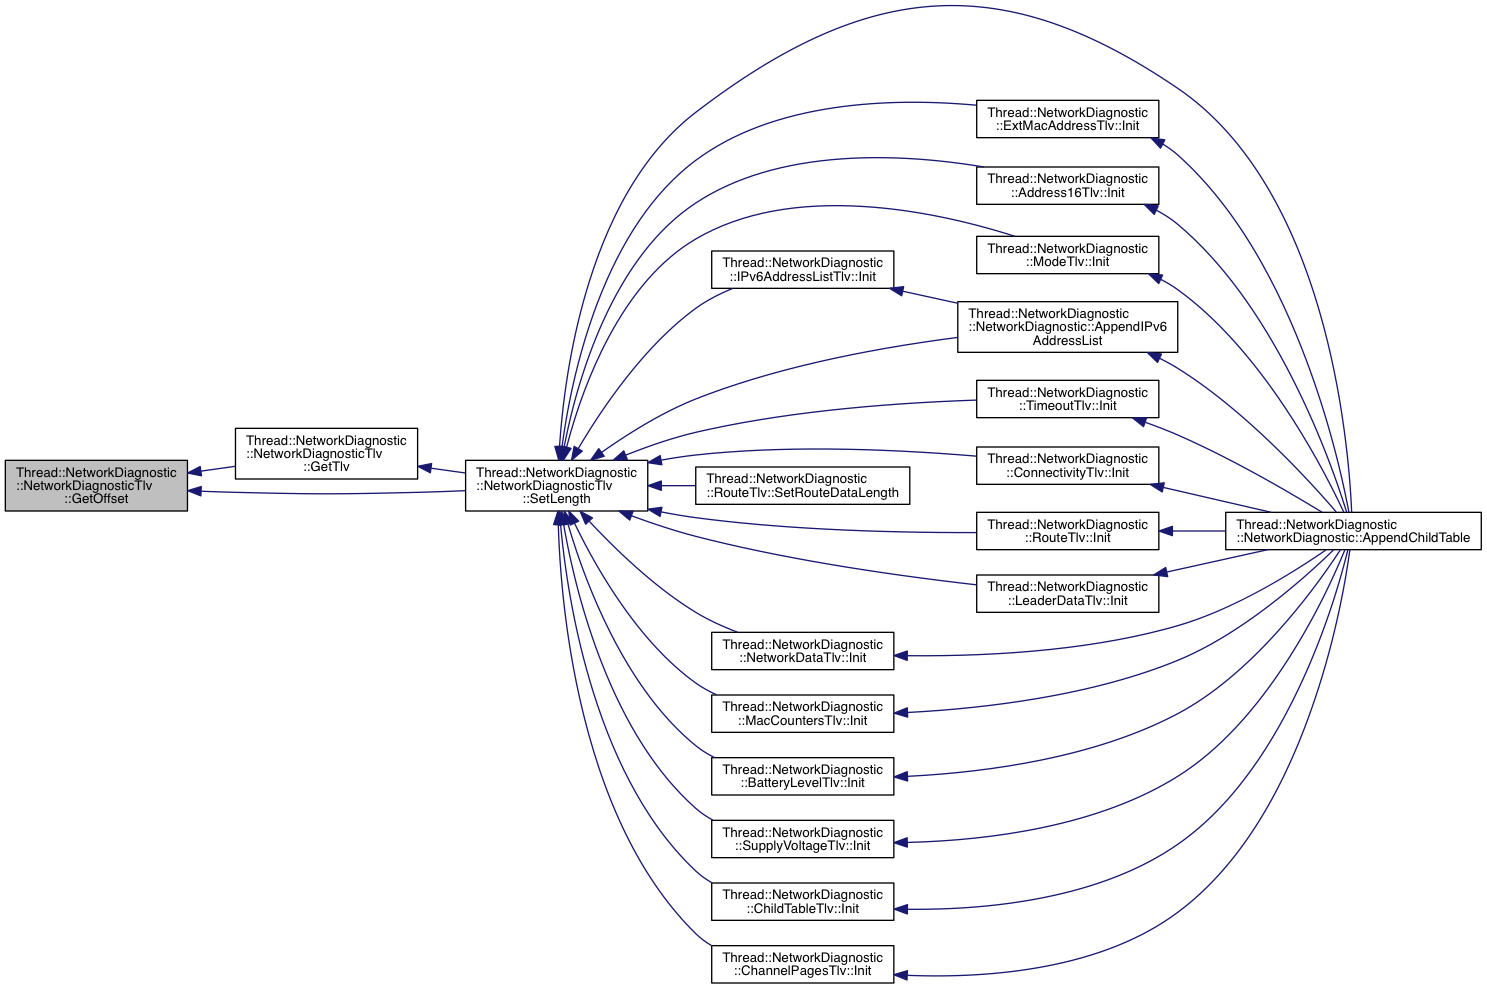 Thread::NetworkDiagnostic
::NetworkDiagnosticTlv
::GetOffset
Thread::NetworkDiagnostic
::NetworkDiagnosticTlv
::GetTlv
Thread::NetworkDiagnostic
::NetworkDiagnosticTlv
::SetLength
Thread::NetworkDiagnostic
::ExtMacAddressTlv::Init
Thread::NetworkDiagnostic
::Address16Tlv::Init
Thread::NetworkDiagnostic
::ModeTlv::Init
Thread::NetworkDiagnostic
::IPv6AddressListTlv::Init
Thread::NetworkDiagnostic
::NetworkDiagnostic::AppendIPv6
AddressList
Thread::NetworkDiagnostic
::TimeoutTlv::Init
Thread::NetworkDiagnostic
::ConnectivityTlv::Init
Thread::NetworkDiagnostic
::RouteTlv::SetRouteDataLength
Thread::NetworkDiagnostic
::RouteTlv::Init
Thread::NetworkDiagnostic
::NetworkDiagnostic::AppendChildTable
Thread::NetworkDiagnostic
::LeaderDataTlv::Init
Thread::NetworkDiagnostic
::NetworkDataTlv::Init
Thread::NetworkDiagnostic
::MacCountersTlv::Init
Thread::NetworkDiagnostic
::BatteryLevelTlv::Init
Thread::NetworkDiagnostic
::SupplyVoltageTlv::Init
Thread::NetworkDiagnostic
::ChildTableTlv::Init
Thread::NetworkDiagnostic
::ChannelPagesTlv::Init